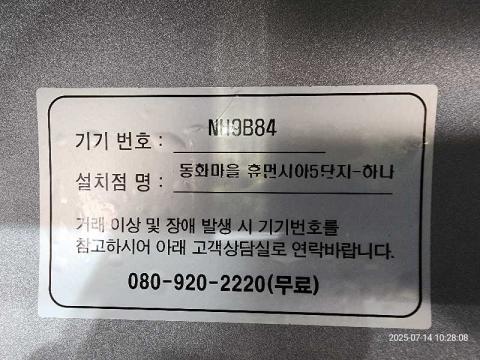 기기 번호 : NH9B84
설치점 명 : 동화마을 휴먼시아5단지-하나
거래 이상 및 장애 발생 시 기기번호를
참고하시어 아래 고객상담실로 연락바랍니다.
080-920-2220(무료)
2025-07-14 10:28:08